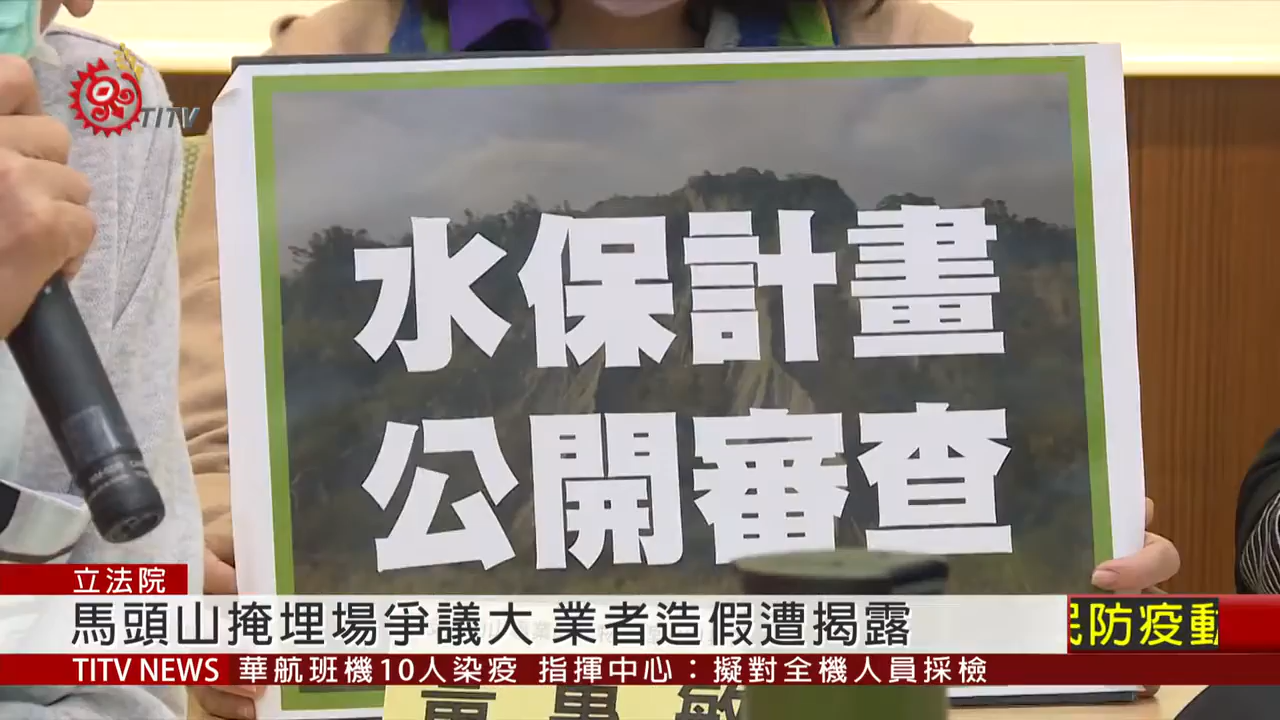 TITV
水保計畫
公開審查
立法院
馬頭山掩埋場爭議大 業者造假遭揭露
民防疫動
TITV NEWS 華航班機10人染疫 指揮中心：擬對全機人員採檢